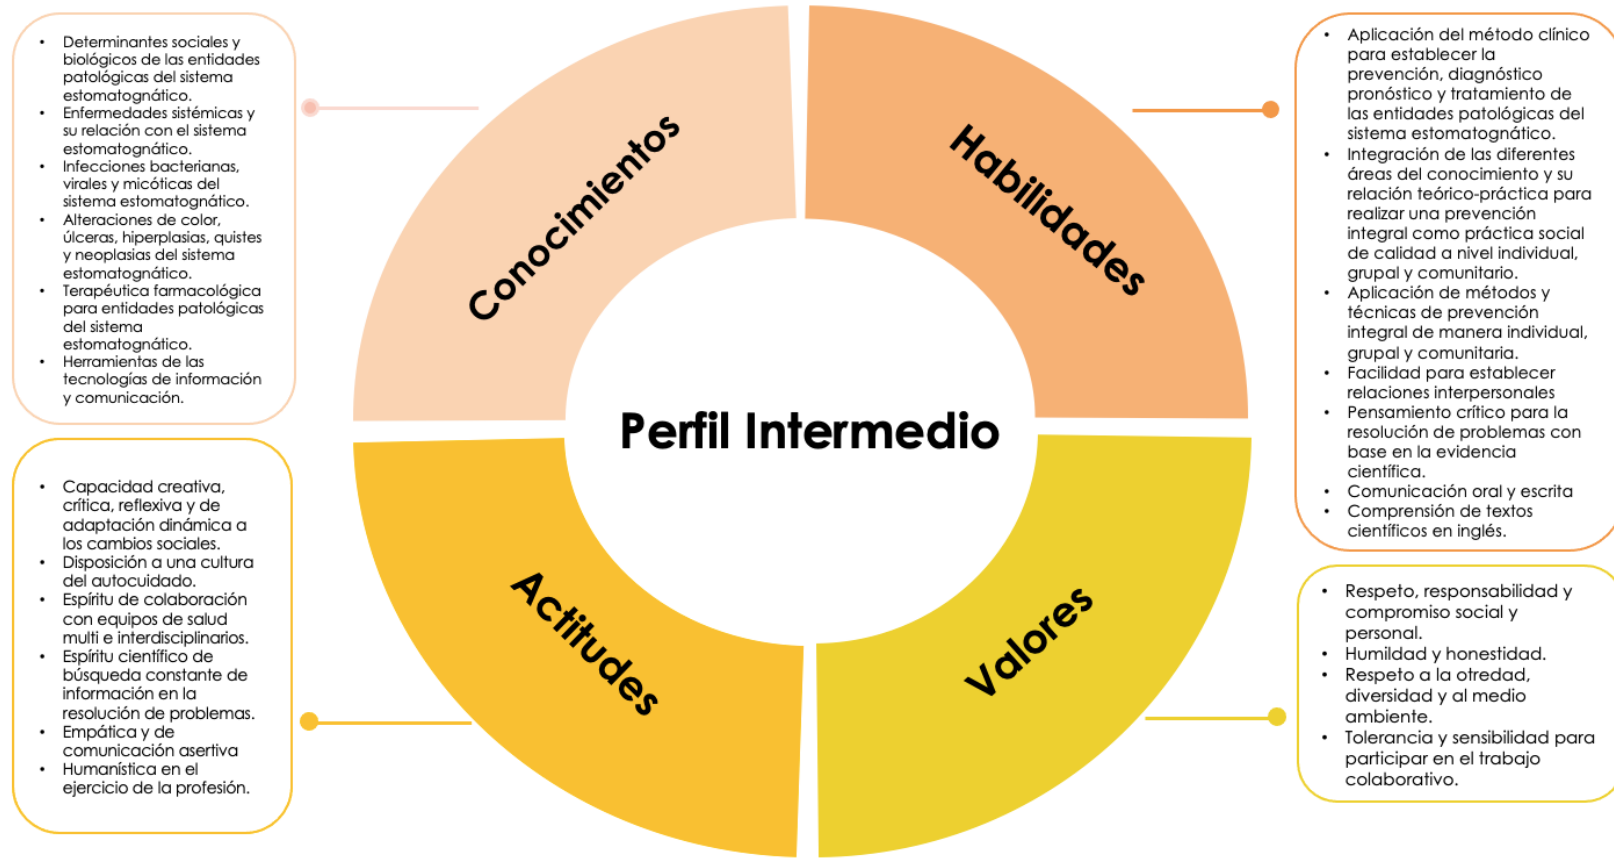 • Determinantes sociales y
biológicos de las entidades
patológicas del sistema
estomatognático.
• Enfermedades sistémicas y
su relación con el sistema
estomatognático.
• Infecciones bacterianas,
virales y micóticas del
sistema estomatognático.
• Alteraciones de color,
úlceras, hiperplasias, quistes
y neoplasias del sistema
estomatognático.
• Terapéutica farmacológica
para entidades patológicas
del sistema
estomatognático.
• Herramientas de las
tecnologías de información
y comunicación.
Conocimientos
Habilidades
• Aplicación del método clínico
para establecer la
prevención, diagnóstico
pronóstico y tratamiento de
las entidades patológicas del
sistema estomatognático.
• Integración de las diferentes
áreas del conocimiento y su
relación teórico-práctica para
realizar una prevención
integral como práctica social
de calidad a nivel individual,
grupal y comunitario.
• Aplicación de métodos y
técnicas de prevención
integral de manera individual,
grupal y comunitaria.
• Facilidad para establecer
relaciones interpersonales
• Pensamiento crítico para la
resolución de problemas con
base en la evidencia
científica.
• Comunicación oral y escrita
• Comprensión de textos
científicos en inglés.
Perfil Intermedio
• Capacidad creativa,
crítica, reflexiva y de
adaptación dinámica a
los cambios sociales.
• Disposición a una cultura
del autocuidado.
• Espíritu de colaboración
con equipos de salud
multi e interdisciplinarios.
• Espíritu científico de
búsqueda constante de
información en la
resolución de problemas.
• Empática y de
comunicación asertiva
• Humanística en el
ejercicio de la profesión.
Actitudes
Valores
• Respeto, responsabilidad y
compromiso social y
personal.
• Humildad y honestidad.
• Respeto a la otredad,
diversidad y al medio
ambiente.
• Tolerancia y sensibilidad para
participar en el trabajo
colaborativo.